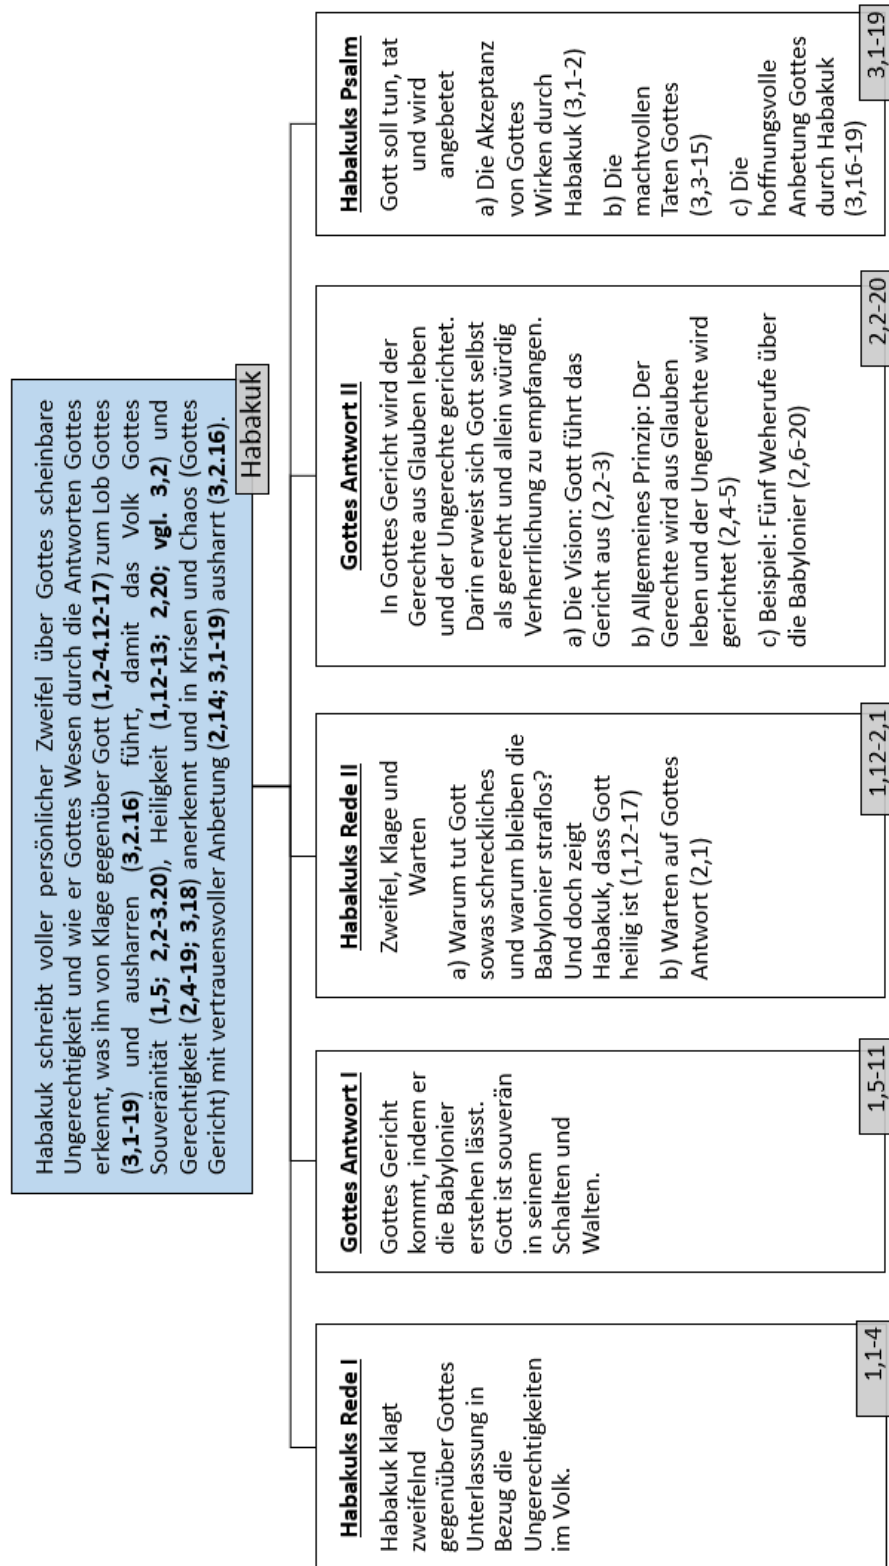 Habakuk schreibt voller persönlicher Zweifel über Gottes scheinbare
Ungerechtigkeit und wie er Gottes Wesen durch die Antworten Gottes
erkennt, was ihn von Klage gegenüber Gott (1,2-4.12-17) zum Lob Gottes
(3,1-19) und ausharren (3,2.16) führt, damit das Volk Gottes
Souveränität (1,5; 2,2-3.20), Heiligkeit (1,12-13; 2,20; vgl. 3,2) und
Gerechtigkeit (2,4-19; 3,18) anerkennt und in Krisen und Chaos (Gottes
Gericht) mit vertrauensvoller Anbetung (2,14; 3,1-19) ausharrt (3,2.16).
Habakuk
Habakuks Rede I
Habakuk klagt
zweifelnd
gegenüber Gottes
Unterlassung in
Bezug die
Ungerechtigkeiten
im Volk.
1,1-4
Gottes Antwort I
Gottes Gericht
kommt, indem er
die Babylonier
erstehen lässt.
Gott ist souverän
in seinem
Schalten und
Walten.
1,5-11
Habakuks Rede II
Zweifel, Klage und
Warten
a) Warum tut Gott
sowas schreckliches
und warum bleiben die
Babylonier straflos?
Und doch zeigt
Habakuk, dass Gott
heilig ist (1,12-17)
b) Warten auf Gottes
Antwort (2,1)
1,12-2,1
Gottes Antwort II
In Gottes Gericht wird der
Gerechte aus Glauben leben
und der Ungerechte gerichtet.
Darin erweist sich Gott selbst
als gerecht und allein würdig
Verherrlichung zu empfangen.
a) Die Vision: Gott führt das
Gericht aus (2,2-3)
b) Allgemeines Prinzip: Der
Gerechte wird aus Glauben
leben und der Ungerechte wird
gerichtet (2,4-5)
c) Beispiel: Fünf Weherufe über
die Babylonier (2,6-20)
2,2-20
Habakuks Psalm
Gott soll tun, tat
und wird
angebetet
a) Die Akzeptanz
von Gottes
Wirken durch
Habakuk (3,1-2)
b) Die
machtvollen
Taten Gottes
(3,3-15)
c) Die
hoffnungsvolle
Anbetung Gottes
durch Habakuk
(3,16-19)
3,1-19